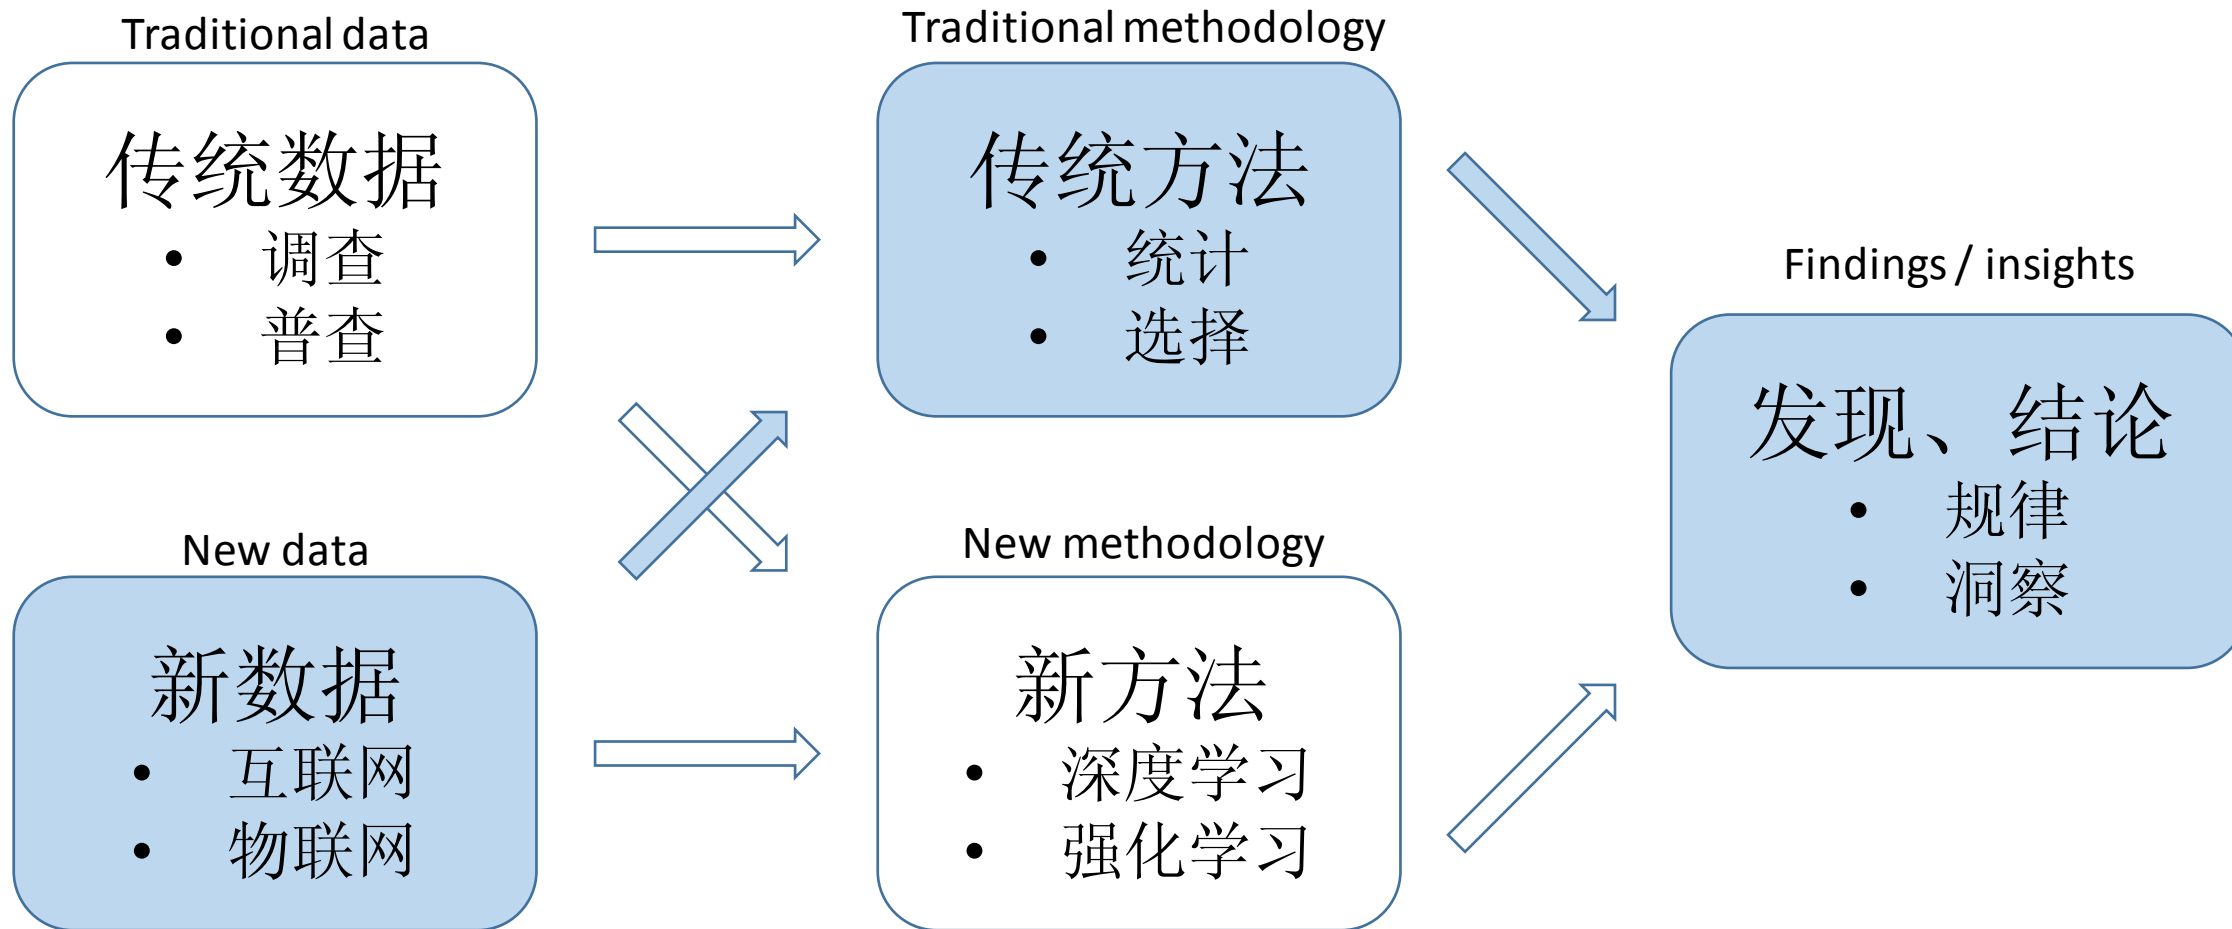 Traditional data
传统数据
• 调查
• 普查
New data
新数据
• 互联网
• 物联网
Traditional methodology
传统方法
• 统计
• 选择
New methodology
新方法
• 深度学习
• 强化学习
Findings / insights
发现、结论
• 规律
• 洞察